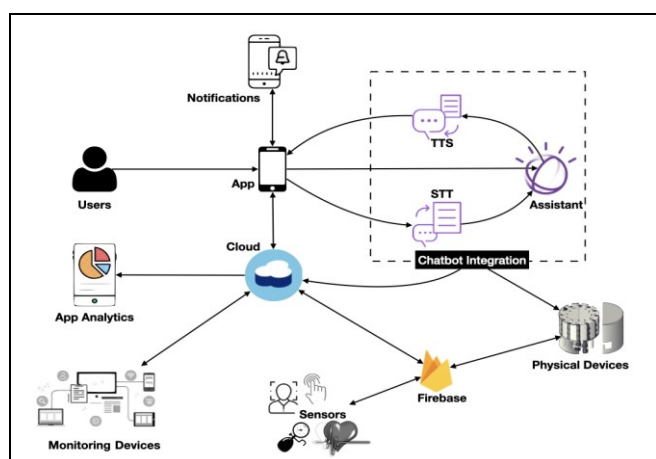 Notifications
TTS
App
Users
STT
Assistant
Cloud
Chatbot Integration
App Analytics
Physical Devices
Firebase
Sensors
Monitoring Devices